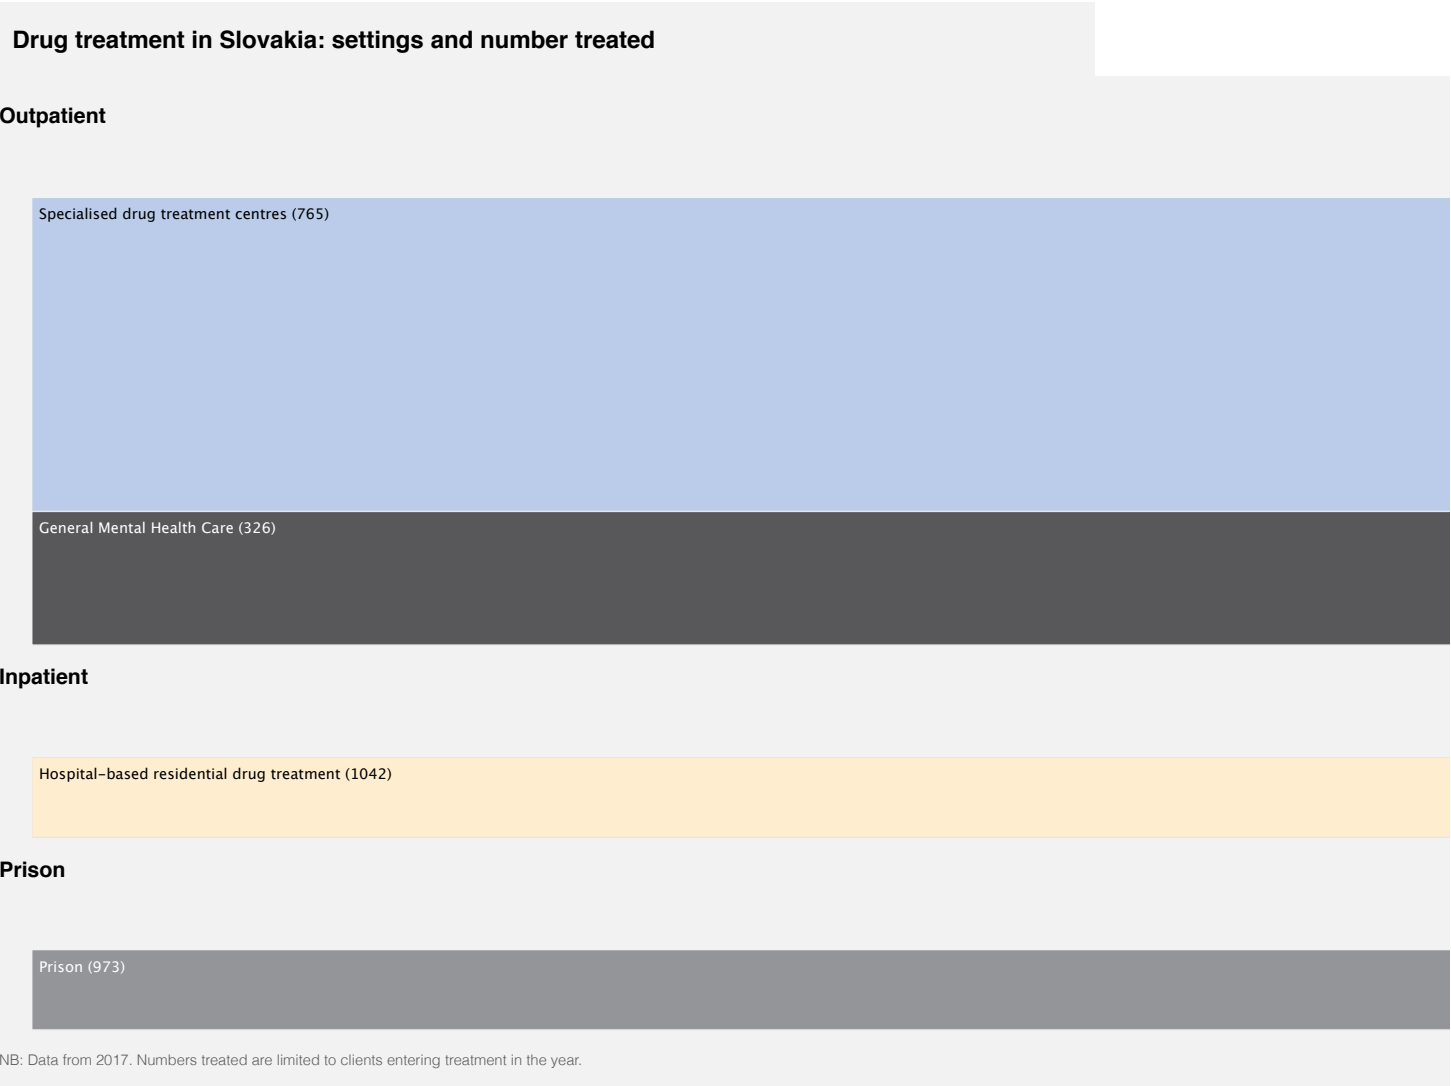 Drug treatment in Slovakia: settings and number treated
Outpatient
Specialised drug treatment centres (765)
General Mental Health Care (326)
Inpatient
Hospital-based residential drug treatment (1042)
Prison
Prison (973)
NB: Data from 2017. Numbers treated are limited to clients entering treatment in the year.